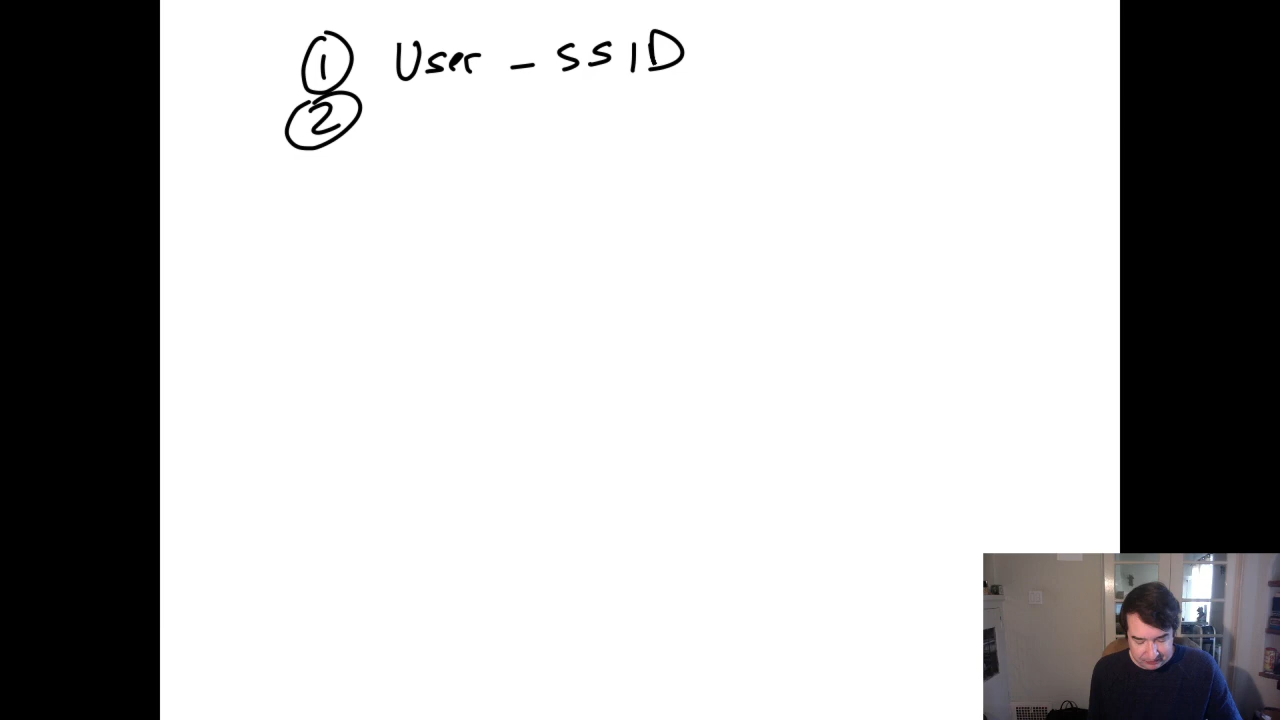 ① User - SSID
②